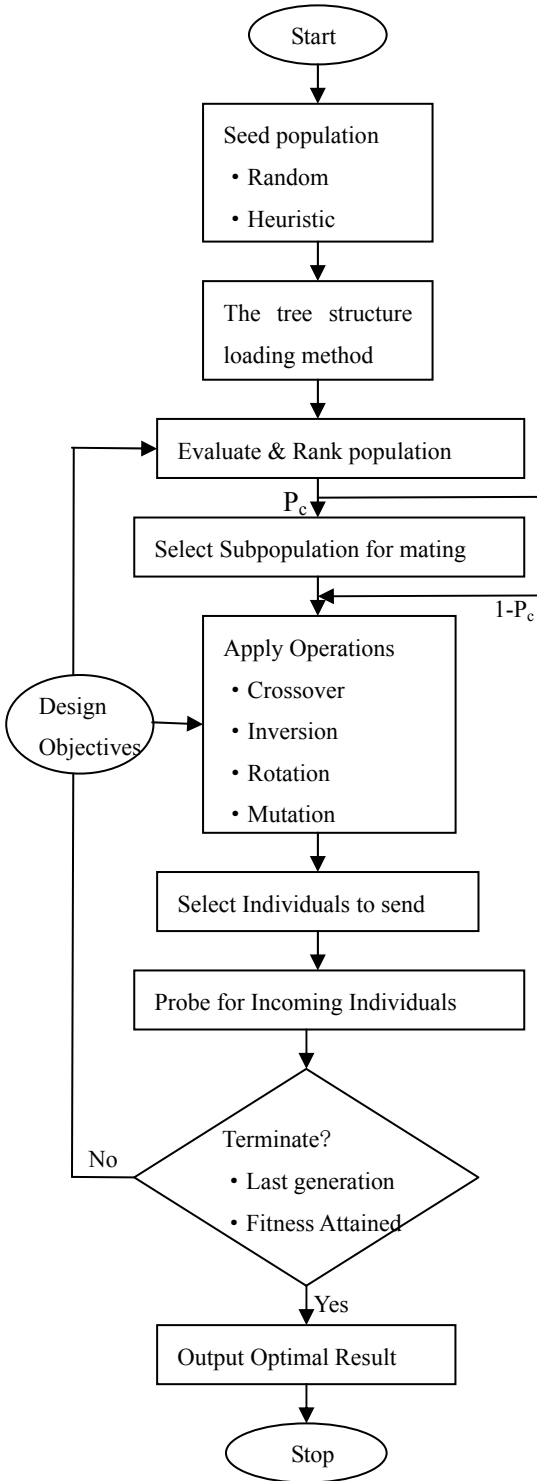 Start
Seed population
・Random
・Heuristic
The tree structure
loading method
Evaluate & Rank population
Pc
Select Subpopulation for mating
1-Pc
Apply Operations
・Crossover
・Inversion
・Rotation
・Mutation
Design
Objectives
Select Individuals to send
Probe for Incoming Individuals
Terminate?
・Last generation
・Fitness Attained
No
Yes
Output Optimal Result
Stop